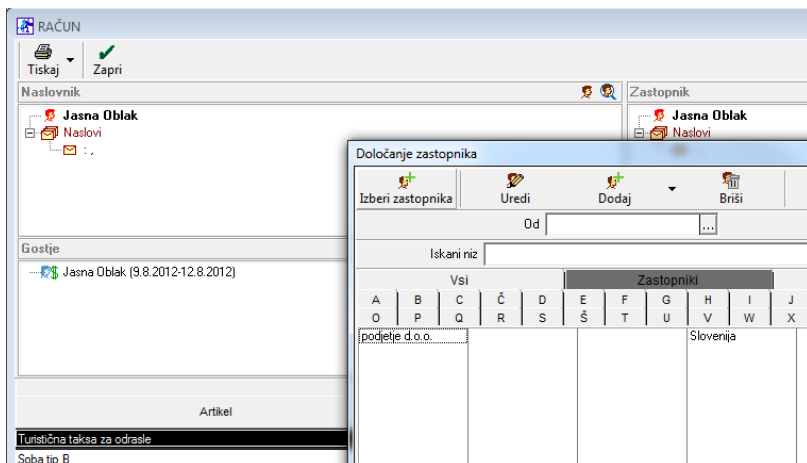 RAČUN
Tiskaj
Zapri
Naslovnik
Zastopnik
Jasna Oblak
Naslovi
: ,
Jasna Oblak
Naslovi
Določanje zastopnika
Izberi zastopnika
Uredi
Dodaj
Briši
Od
...
Iskani niz
Vsi
Zastopniki
A B C Č D E F G H I J
O P Q R S Š T U V W X
podjetje d.o.o.
Slovenija
Gostje
Jasna Oblak (9.8.2012-12.8.2012)
Artikel
Turistična taksa za odrasle
Soba tip B